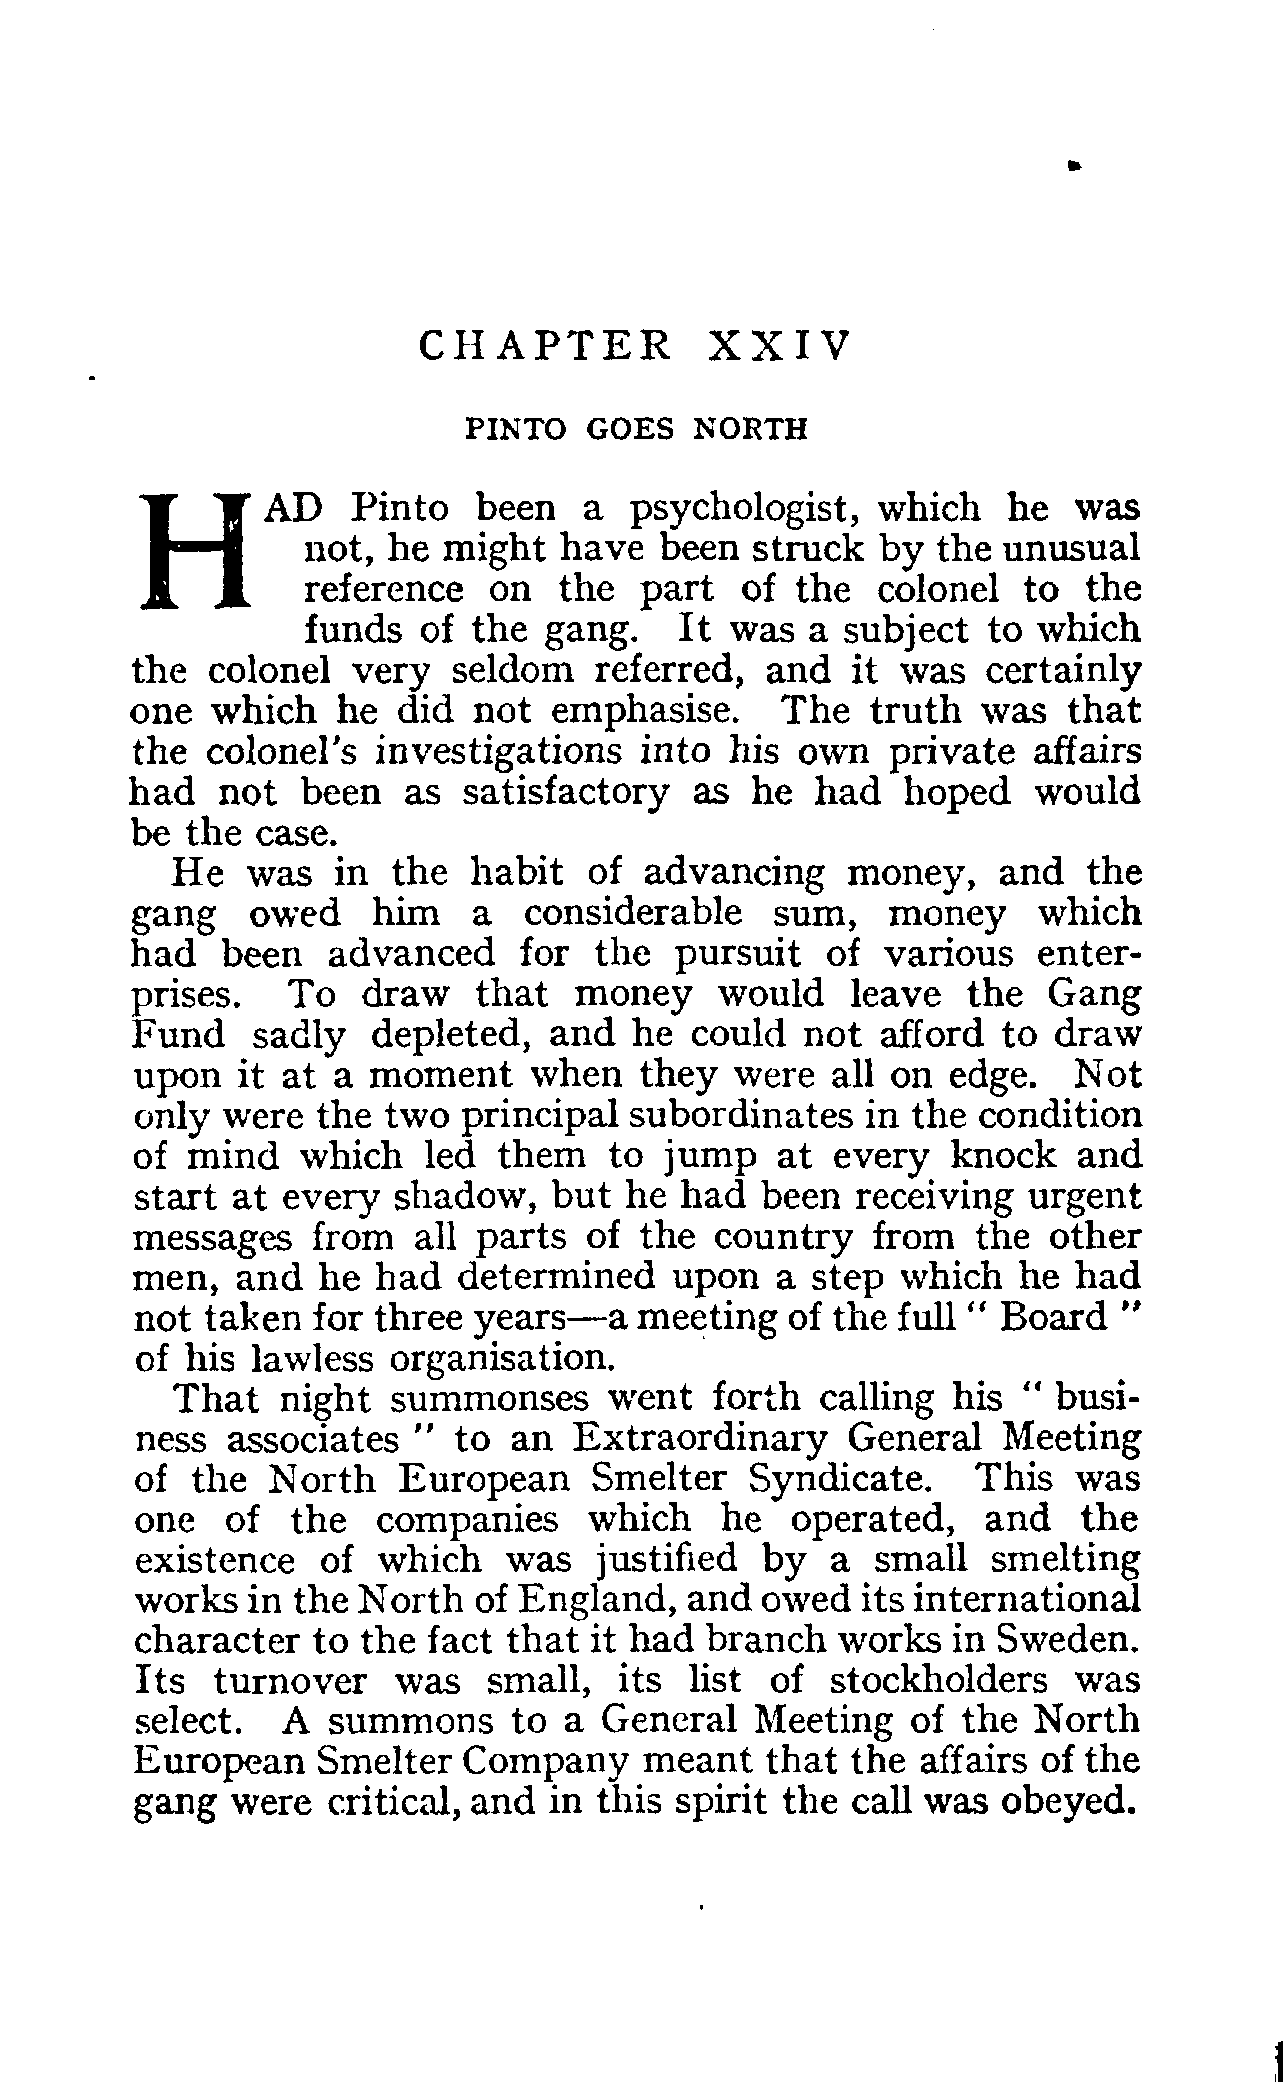 CHAPTER XXIV
PINTO GOES NORTH
HAD Pinto been a psychologist, which he was
not, he might have been struck by the unusual
reference on the part of the colonel to the
funds of the gang. It was a subject to which
the colonel very seldom referred, and it was certainly
one which he did not emphasise. The truth was that
the colonel's investigations into his own private affairs
had not been as satisfactory as he had hoped would
be the case.
He was in the habit of advancing money, and the
gang owed him a considerable sum, money which
had been advanced for the pursuit of various enter-
prises. To draw that money would leave the Gang
Fund sadly depleted, and he could not afford to draw
upon it at a moment when they were all on edge. Not
only were the two principal subordinates in the condition
of mind which led them to jump at every knock and
start at every shadow, but he had been receiving urgent
messages from all parts of the country from the other
men, and he had determined upon a step which he had
not taken for three years—a meeting of the full " Board "
of his lawless organisation.
That night summonses went forth calling his " busi-
ness associates " to an Extraordinary General Meeting
of the North European Smelter Syndicate. This was
one of the companies which he operated, and the
existence of which was justified by a small smelting
works in the North of England, and owed its international
character to the fact that it had branch works in Sweden.
Its turnover was small, its list of stockholders was
select. A summons to a General Meeting of the North
European Smelter Company meant that the affairs of the
gang were critical, and in this spirit the call was obeyed.